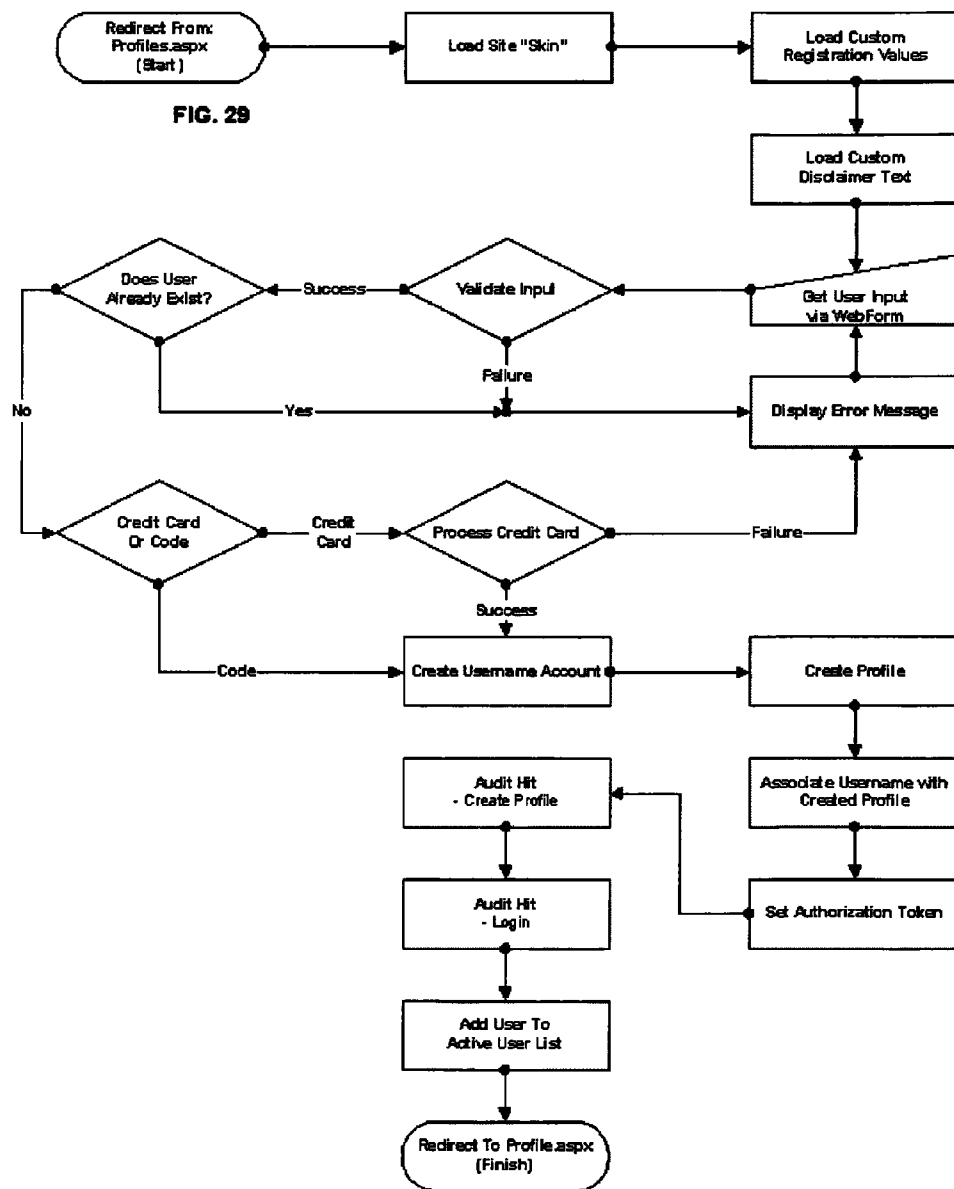 Redirect From:
Profiles.aspx
(Start)
Load Site "Skin"
Load Custom
Registration Values
FIG. 29
Load Custom
Disclaimer Text
Does User
Already Exist?
Success
Validate Input
Get User Input
via WebForm
Failure
No
Yes
Display Error Message
Credit Card
Or Code
Credit
Card
Process Credit Card
Failure
Success
Code
Create Username Account
Create Profile
Audit Hit
- Create Profile
Associate Username with
Created Profile
Audit Hit
- Login
Set Authorization Token
Add User To
Active User List
Redirect To Profile.aspx
(Finish)